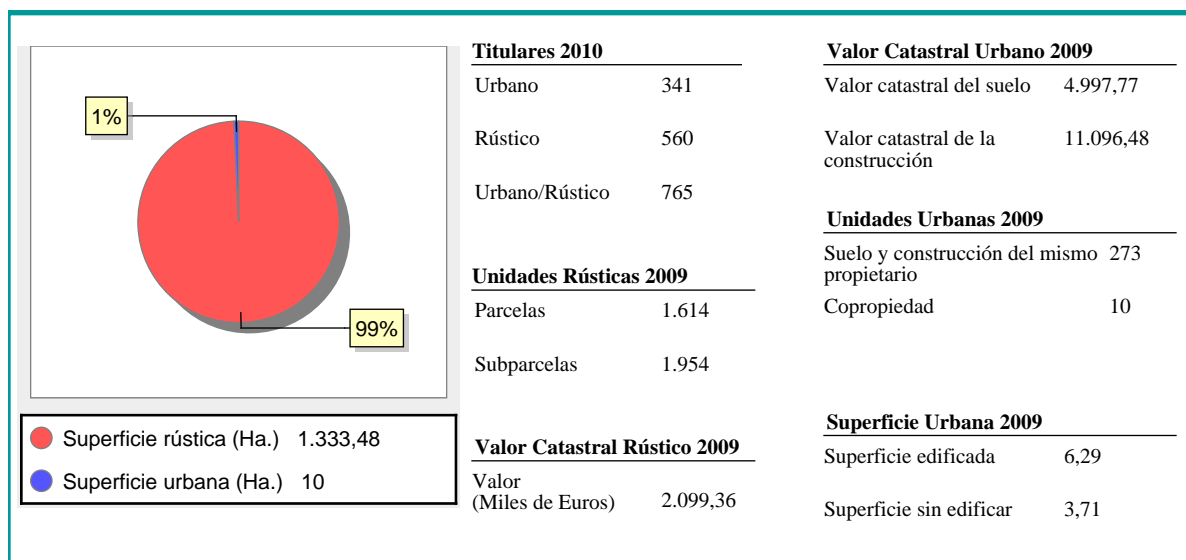 1%
99%
Superficie rústica (Ha.) 1.333,48
Superficie urbana (Ha.) 10
Titulares 2010
Urbano 341
Rústico 560
Urbano/Rústico 765
Unidades Rústicas 2009
Parcelas 1.614
Subparcelas 1.954
Valor Catastral Rústico 2009
Valor
(Miles de Euros) 2.099,36
Valor Catastral Urbano 2009
Valor catastral del suelo 4.997,77
Valor catastral de la 11.096,48
construcción
Unidades Urbanas 2009
Suelo y construcción del mismo 273
propietario
Copropiedad 10
Superficie Urbana 2009
Superficie edificada 6,29
Superficie sin edificar 3,71